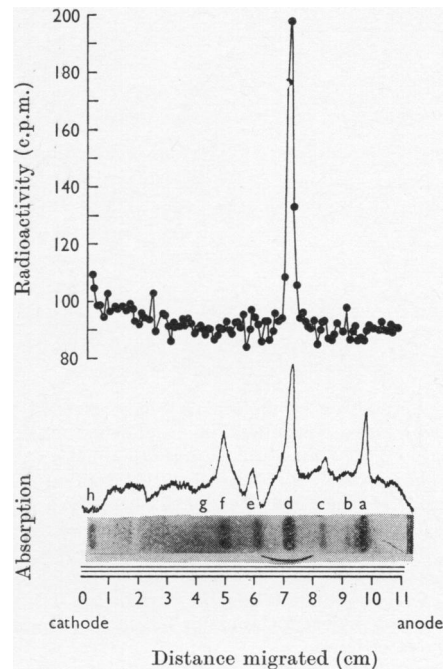 Radioactivity (c.p.m.)
200
180
160
140
120
100
80
Absorption
h g f e d c b a
0 1 2 3 4 5 6 7 8 9 10 11
cathode anode
Distance migrated (cm)